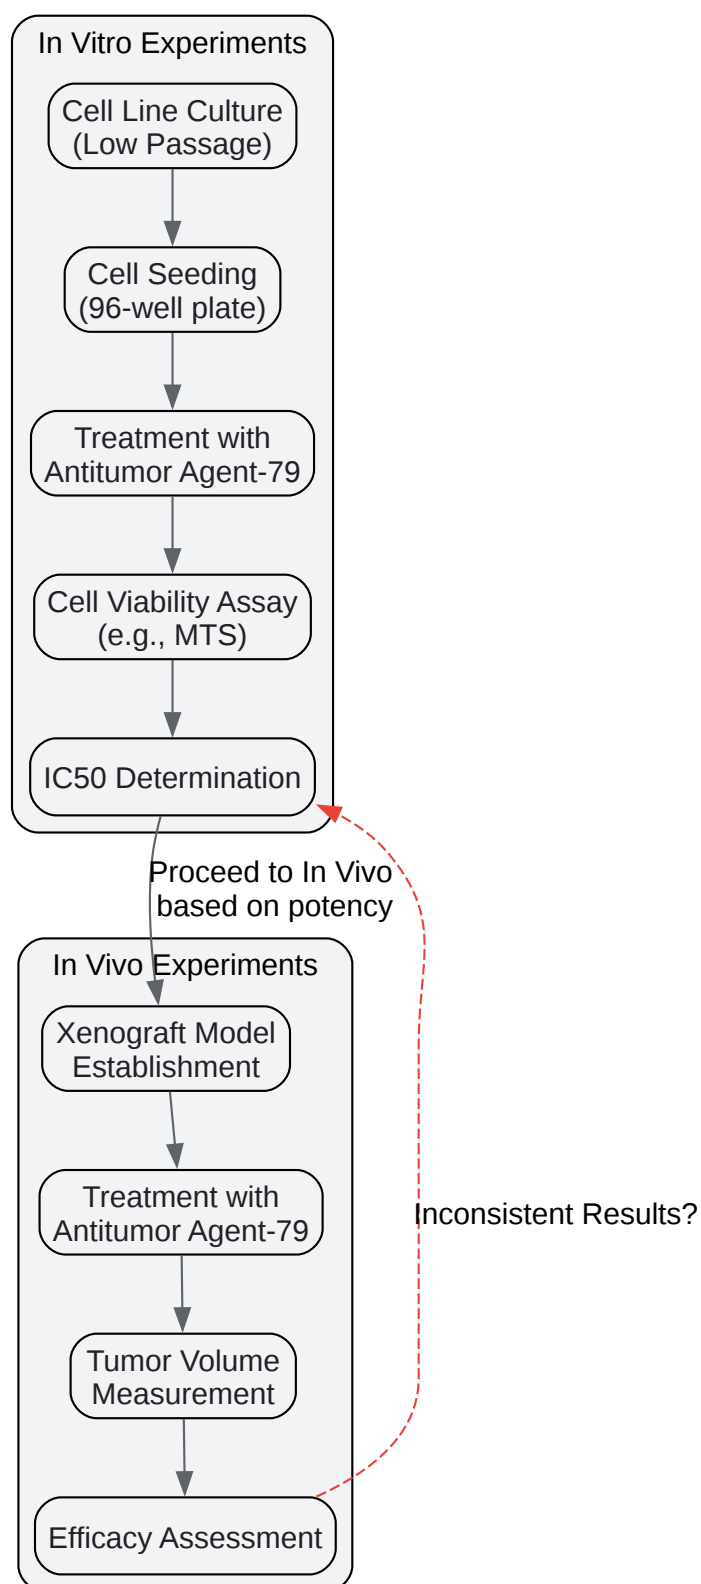 In Vitro Experiments
Cell Line Culture
(Low Passage)
Cell Seeding
(96-well plate)
Treatment with
Antitumor Agent-79
Cell Viability Assay
(e.g., MTS)
IC50 Determination
Proceed to In Vivo
based on potency
In Vivo Experiments
Xenograft Model
Establishment
Treatment with
Antitumor Agent-79
Inconsistent Results?
Tumor Volume
Measurement
Efficacy Assessment